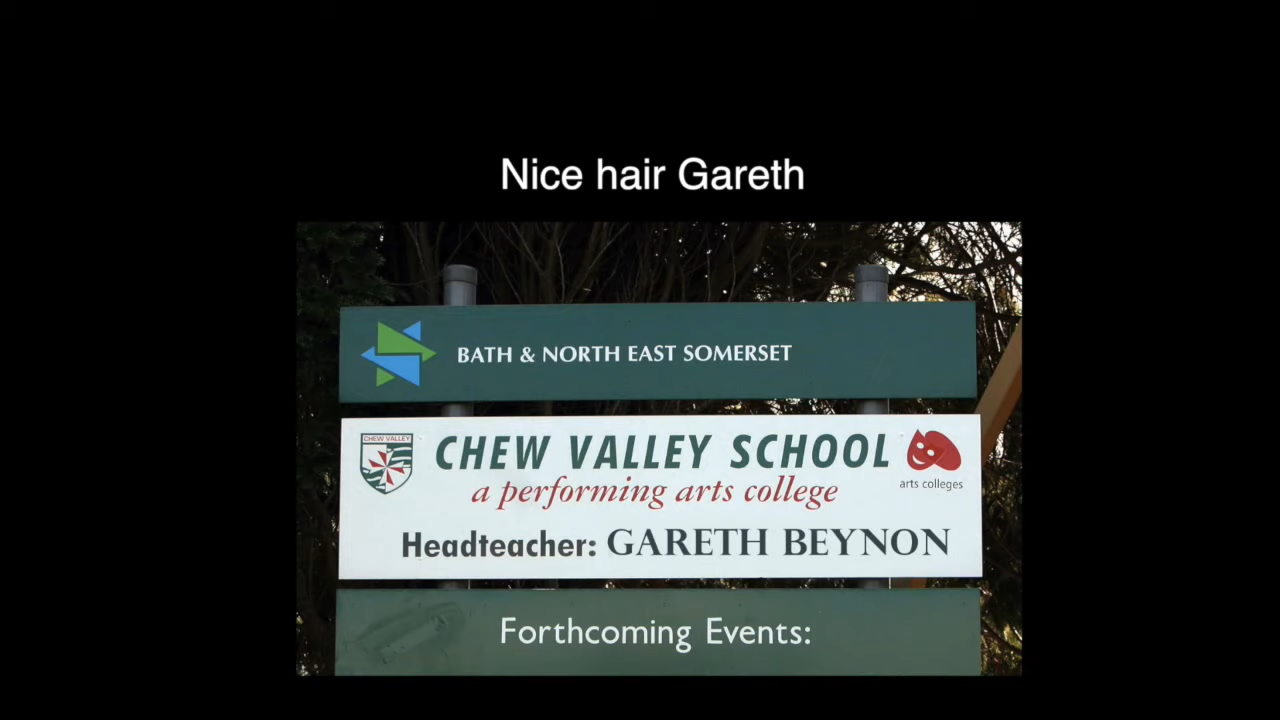 Nice hair Gareth
BATH & NORTH EAST SOMERSET
CHEW VALLEY
CHEW VALLEY SCHOOL
a performing arts college
arts colleges
Headteacher: GARETH BEYNON
Forthcoming Events: